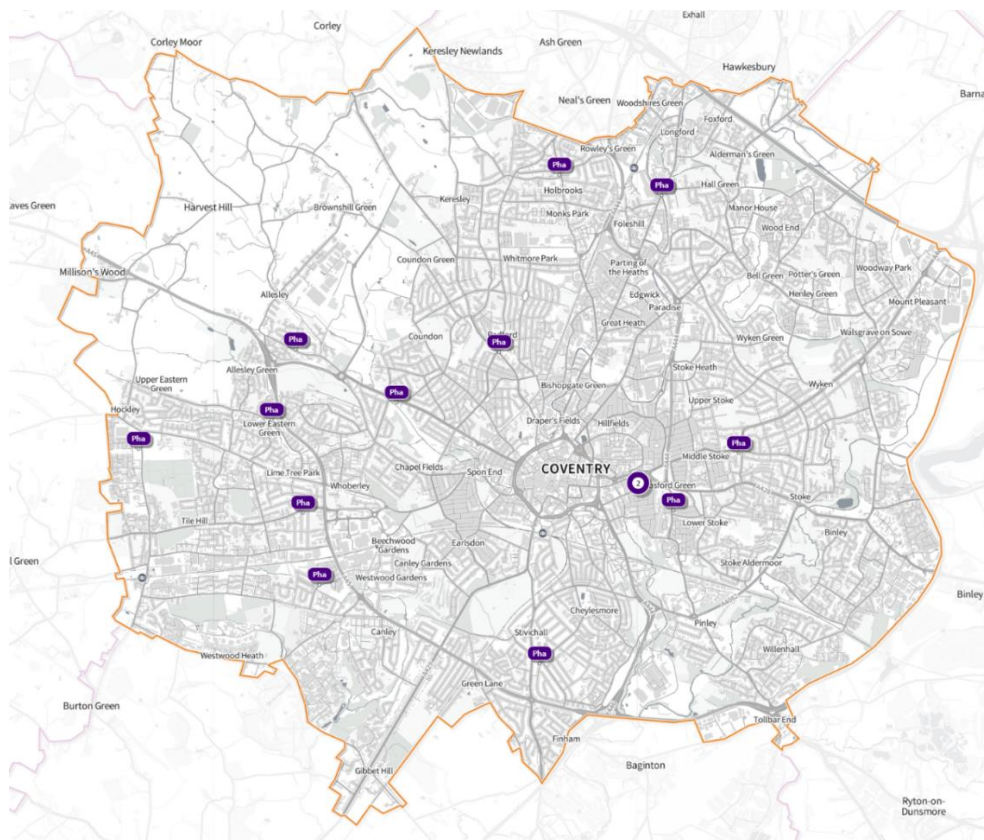 Exhall
Corley
Corley Moor
Ash Green
Keresley Newlands
Hawkesbury
Neal's Green
Woodshires Green
Foxford
Longford
Rowley's Green
Alderman's Green
Pha
Holbrooks
Pha
Hall Green
Keresley
Harvest Hill
Brownshill Green
Monks Park
Manor House
Foleshill
Wood End
Coundon Green
Whitmore Park
Parting of
the Heaths
Woodway Park
Millison's Wood
Bell Green
Potter's Green
Henley Green
Allesley
Edgwick
Mount Pleasant
Paradise
Great Heath
Pha
Coundon
Pha
Wyken Green
Walsgrave on Sowe
Allesley Green
Stoke Heath
Upper Eastern
Green
Bishopgate Green
Wyken
Pha
Upper Stoke
Hockley
Pha
Lower Eastern
Green
Draper's Fields
Hillfields
Pha
Pha
Middle Stoke
Chapel Fields
Spon End
COVENTRY
Lime Tree Park
Whoberley
2
Pha
Pha
Stoke
Tile Hill
Lower Stoke
Binley
Beechwood
Gardens
Earlsdon
Canley Gardens
Stoke Aldermoor
Pha
Westwood Gardens
Cheylesmore
Binley
Pinley
Canley
Stivichall
Willenhall
Westwood Heath
Pha
Green Lane
Burton Green
Tollbar End
Finham
Baginton
Gibbet Hill
Ryton-on-
Dunsmore